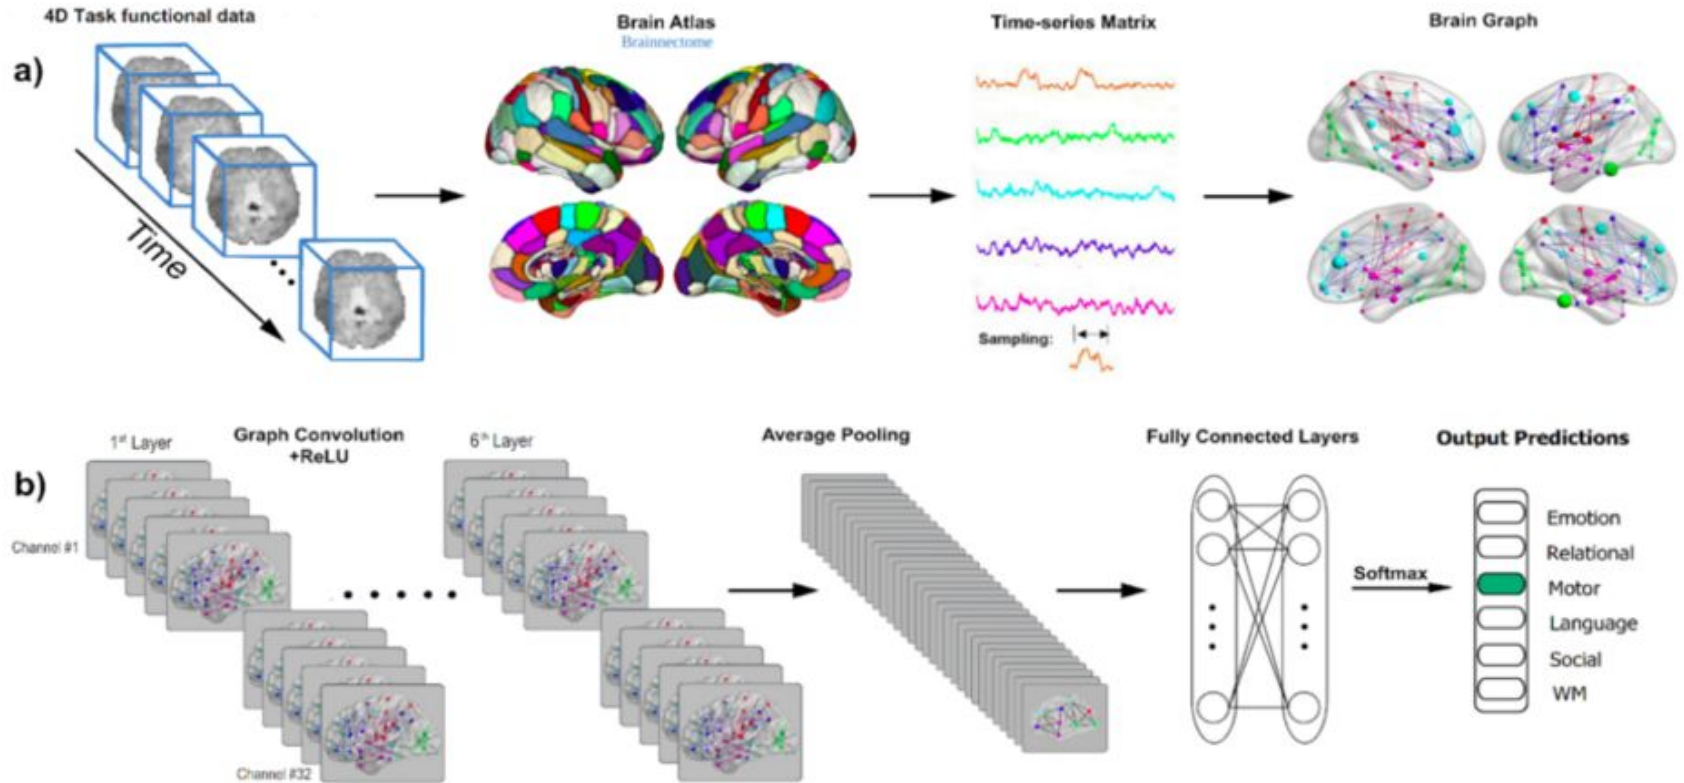 4D Task functional data
Brain Atlas
Brainnectome
Time-series Matrix
Brain Graph
a)
Time
Sampling:
1st Layer
Graph Convolution
+ReLU
6th Layer
Average Pooling
Fully Connected Layers
Output Predictions
b)
Channel #1
Channel #32
Softmax
Emotion
Relational
Motor
Language
Social
WM